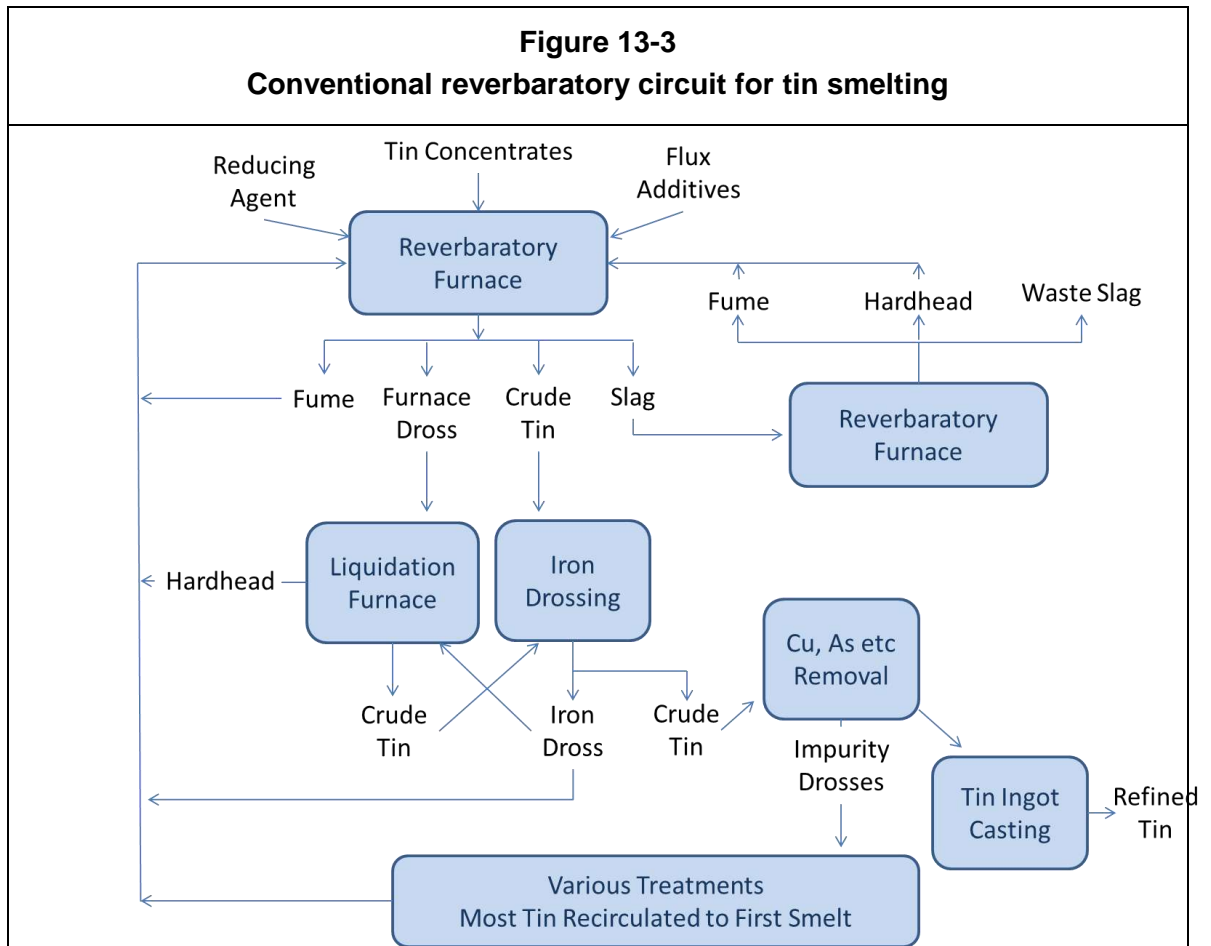 Figure 13-3
Conventional reverbaratory circuit for tin smelting
Reducing
Agent
Tin Concentrates
Flux
Additives
Reverbaratory
Furnace
Fume
Hardhead
Waste Slag
Fume
Furnace
Dross
Crude
Tin
Slag
Reverbaratory
Furnace
Hardhead
Liquidation
Furnace
Iron
Drossing
Cu, As etc
Removal
Crude
Tin
Iron
Dross
Crude
Tin
Impurity
Drosses
Tin Ingot
Casting
Refined
Tin
Various Treatments
Most Tin Recirculated to First Smelt